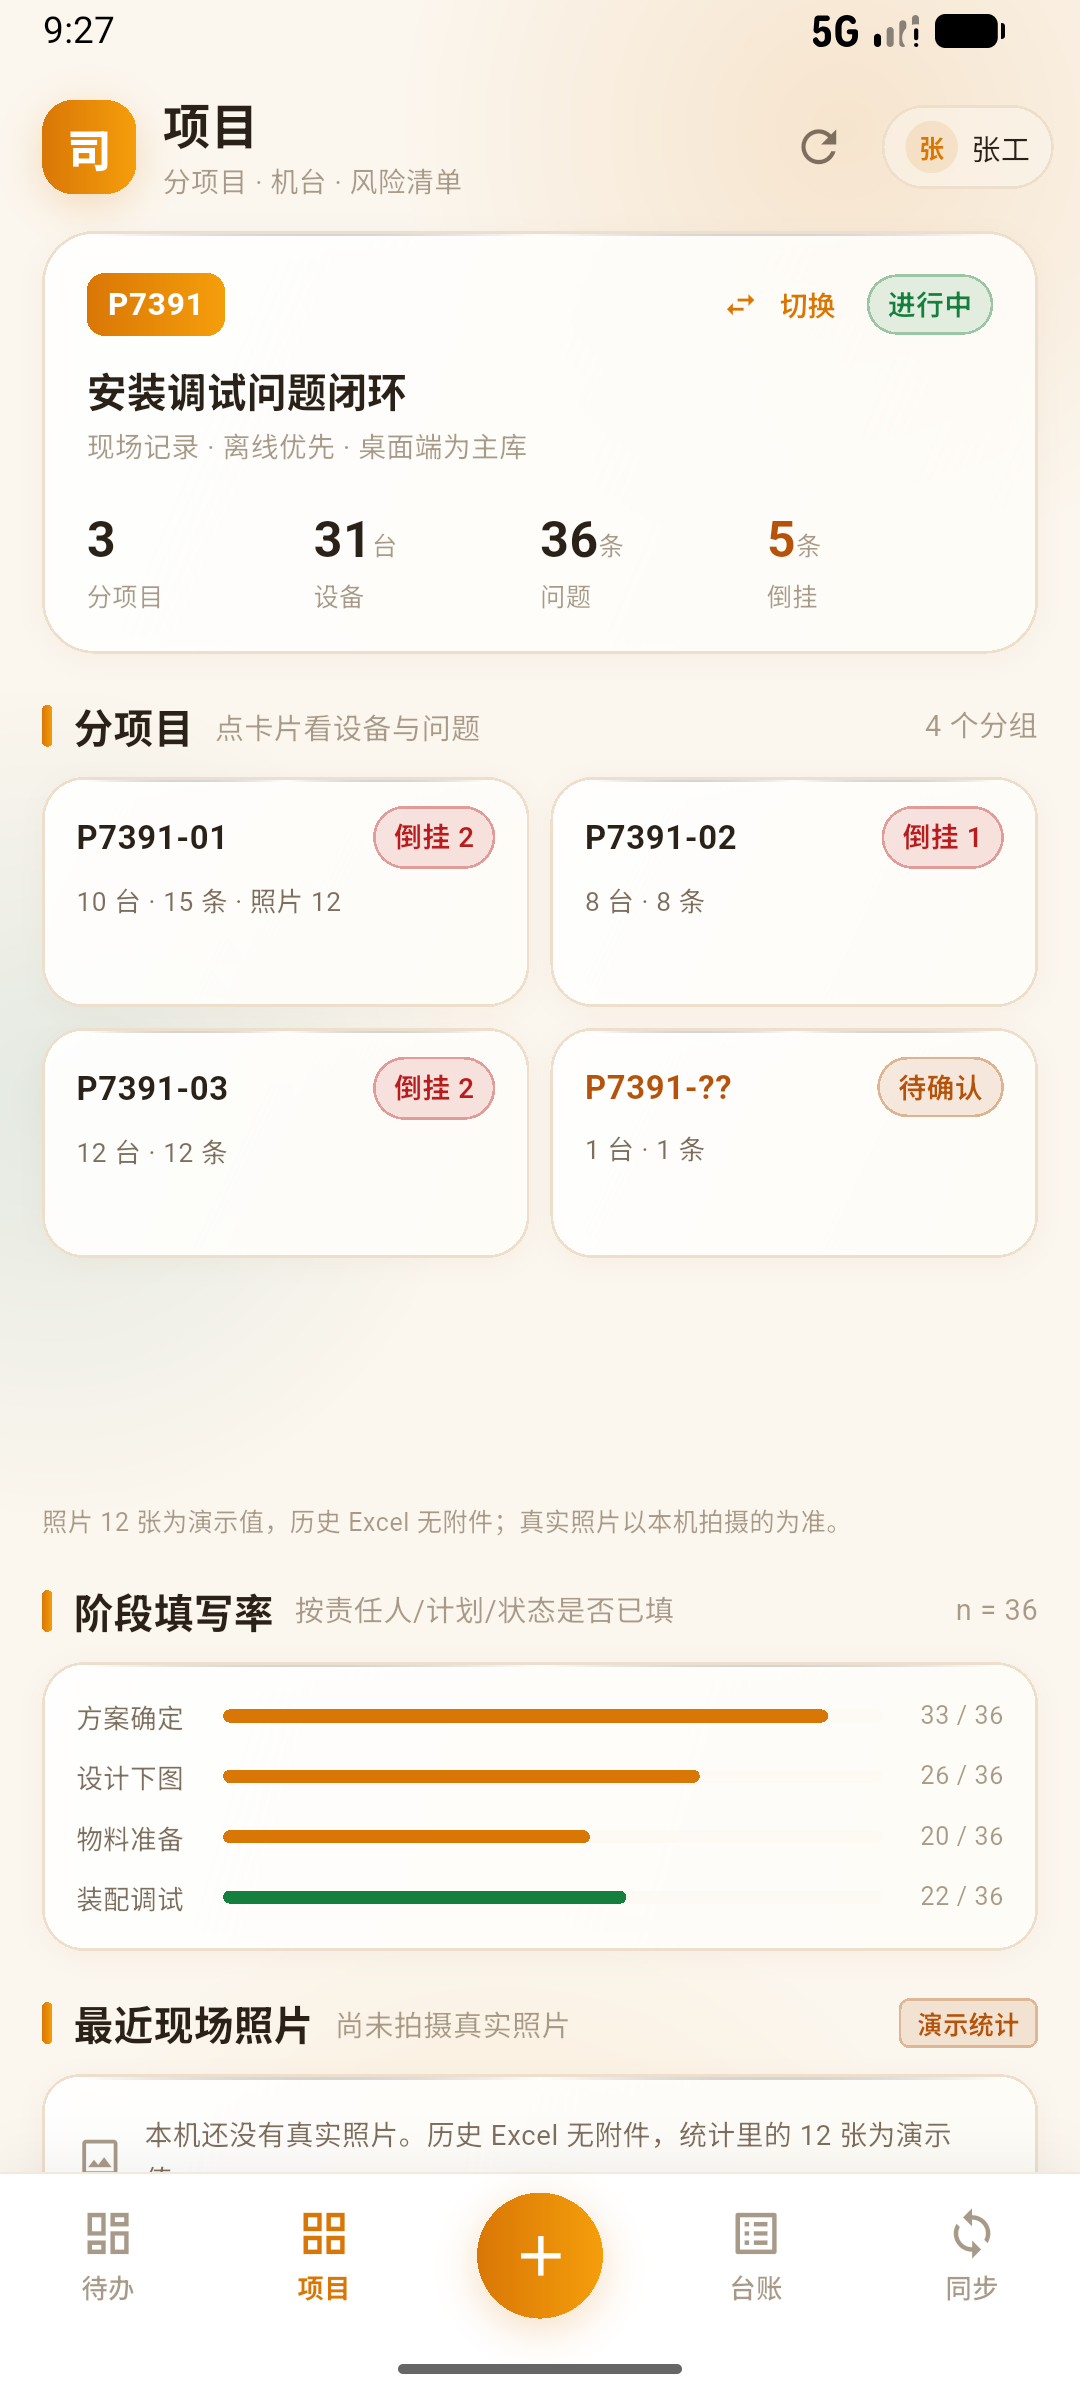 9:27
5G
司
项目
分项目 · 机台 · 风险清单
张
张工
P7391
切换
进行中
安装调试问题闭环
现场记录 · 离线优先 · 桌面端为主库
3
31台
36条
5条
分项目
设备
问题
倒挂
分项目
点卡片看设备与问题
4 个分组
P7391-01
倒挂 2
10 台 · 15 条 · 照片 12
P7391-02
倒挂 1
8 台 · 8 条
P7391-03
倒挂 2
12 台 · 12 条
P7391-??
待确认
1 台 · 1 条
照片 12 张为演示值，历史 Excel 无附件；真实照片以本机拍摄的为准。
阶段填写率
按责任人/计划/状态是否已填
n = 36
方案确定
33 / 36
设计下图
26 / 36
物料准备
20 / 36
装配调试
22 / 36
最近现场照片
尚未拍摄真实照片
演示统计
本机还没有真实照片。历史 Excel 无附件，统计里的 12 张为演示
待办
项目
台账
同步